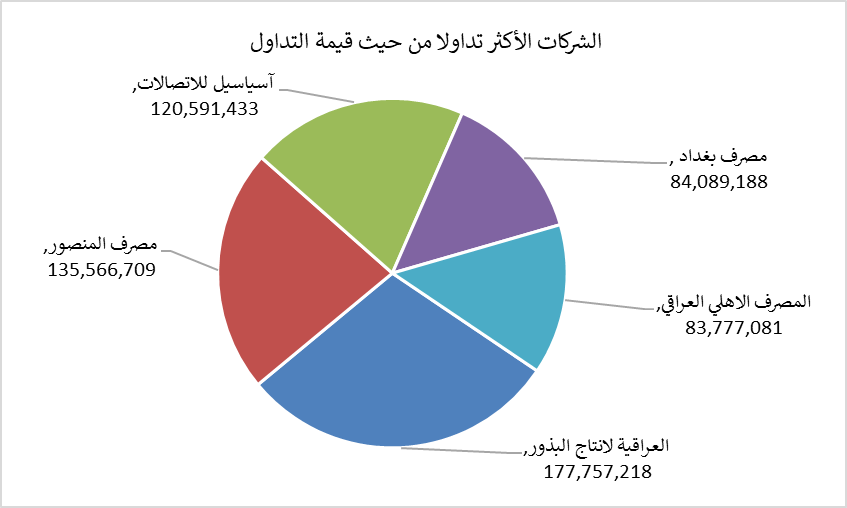 الشركات الأكثر تداولا من حيث قيمة التداول
آسياسيل للاتصالات,
120,591,433
مصرف بغداد ,
84,089,188
مصرف المنصور,
135,566,709
المصرف الاهلي العراقي,
83,777,081
العراقية لانتاج البذور,
177,757,218